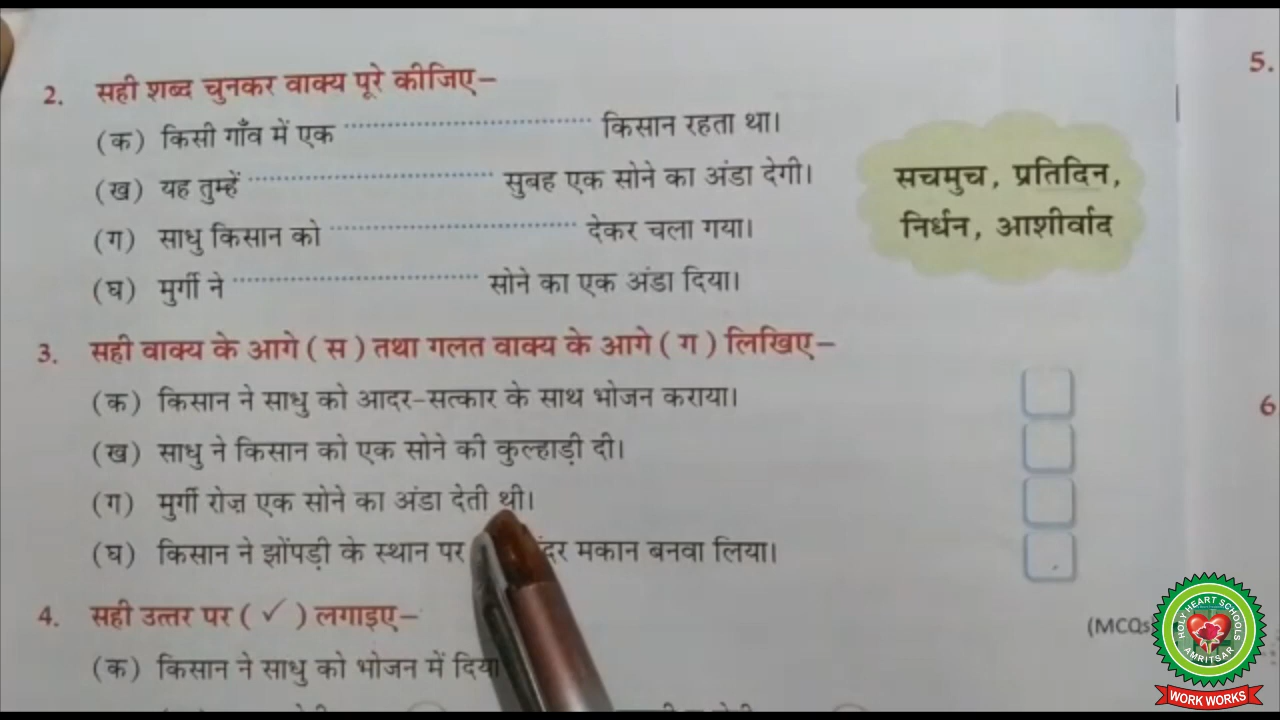 2. सही शब्द चुनकर वाक्य पूरे कीजिए–
(क) किसी गाँव में एक ............................ किसान रहता था।
(ख) यह तुम्हें ............................ सुबह एक सोने का अंडा देगी।
(ग) साधु किसान को ............................ देकर चला गया।
(घ) मुर्गी ने ............................ सोने का एक अंडा दिया।
सचमुच, प्रतिदिन,
निर्धन, आशीर्वाद
3. सही वाक्य के आगे ( स ) तथा गलत वाक्य के आगे ( ग ) लिखिए–
(क) किसान ने साधु को आदर-सत्कार के साथ भोजन कराया।
(ख) साधु ने किसान को एक सोने की कुल्हाड़ी दी।
(ग) मुर्गी रोज़ एक सोने का अंडा देती थी।
(घ) किसान ने झोंपड़ी के स्थान पर मकान बनवा लिया।
4. सही उत्तर पर ( ✓ ) लगाइए–
(MCQs
(क) किसान ने साधु को भोजन में दिया
5.
6
HOLY HEART SCHOOLS
AMRITSAR
WORK WORKS